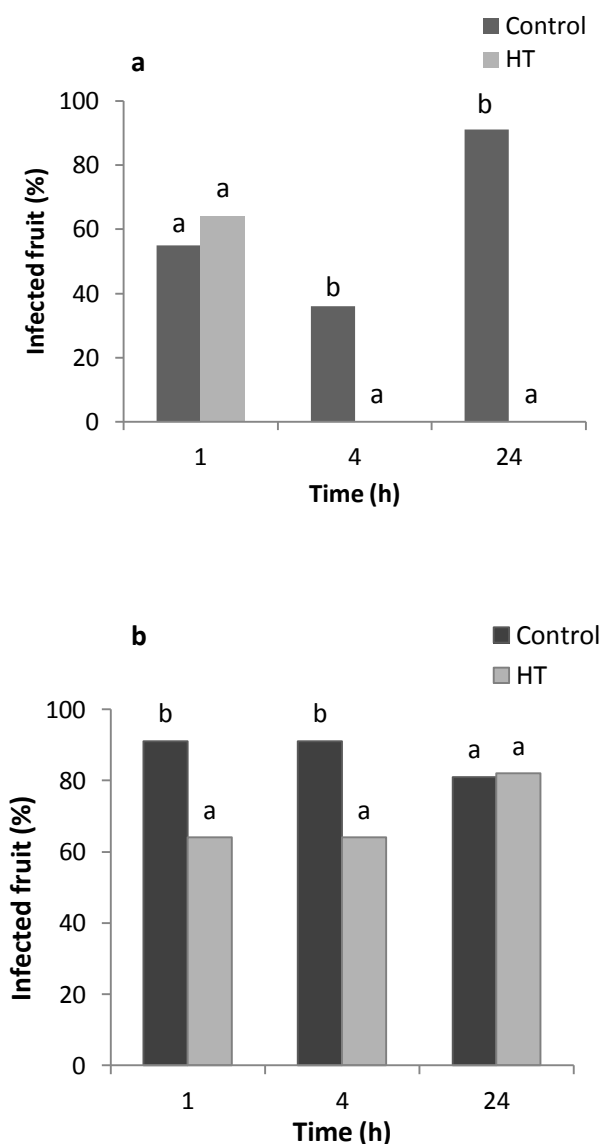 Control
HT
a
100
80
60
40
20
0
Infected fruit (%)
a
a
b
a
b
a
1
4
24
Time (h)
b
Control
HT
100
80
60
40
20
0
Infected fruit (%)
b
a
b
a
a
a
1
4
24
Time (h)